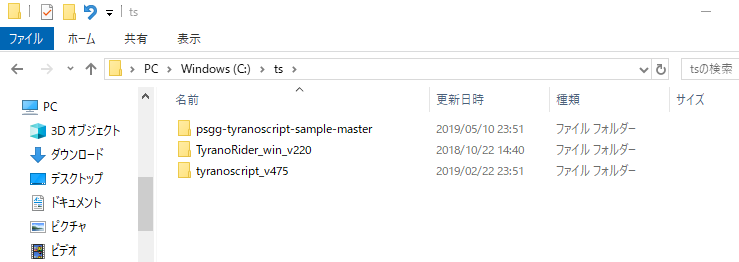 ts
ファイル ホーム 共有 表示
PC Windows (C:) ts tsの検索
名前 更新日時 種類 サイズ
PC
3D オブジェクト
ダウンロード
デスクトップ
ドキュメント
ピクチャ
ビデオ
psgg-tyranoscript-sample-master 2019/05/10 23:51 ファイル フォルダー
TyranoRider_win_v220 2018/10/22 14:40 ファイル フォルダー
tyranoscript_v475 2019/02/22 23:51 ファイル フォルダー